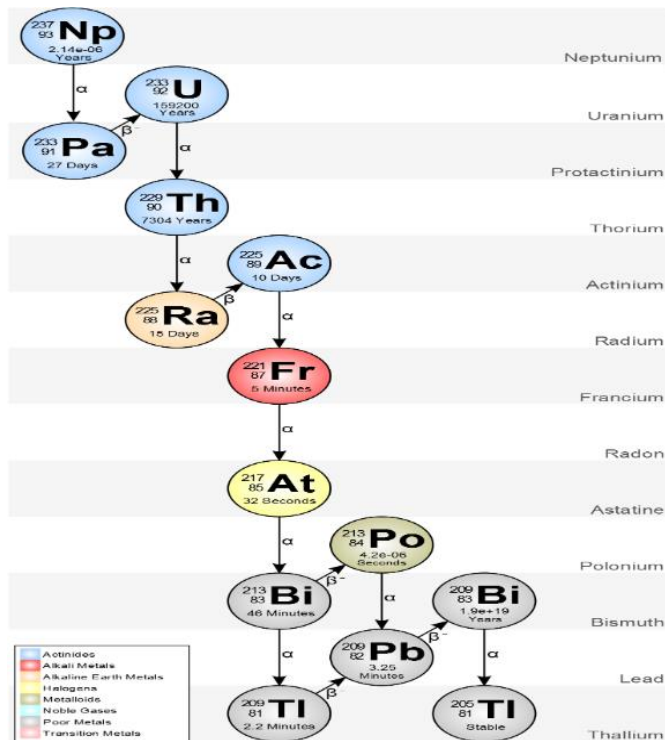 237
93 Np
2.14e-06
Years
Neptunium
α
233
92 U
159200
Years
Uranium
β⁻
233
91 Pa
27 Days
α
Protactinium
229
90 Th
7304 Years
Thorium
α
225
89 Ac
10 Days
Actinium
β
225
88 Ra
15 Days
α
Radium
221
87 Fr
5 Minutes
Francium
α
Radon
217
85 At
32 Seconds
Astatine
α
213
84 Po
4.2e-06
Seconds
Polonium
β⁻
213
83 Bi
46 Minutes
α
209
83 Bi
1.9e+19
Years
Bismuth
β⁻
α
209
82 Pb
3.25
Minutes
α
Lead
β⁻
209
81 Tl
2.2 Minutes
205
81 Tl
Stable
Thallium
Actinides
Alkali Metals
Alkaline Earth Metals
Halogens
Metalloids
Noble Gases
Poor Metals
Transition Metals